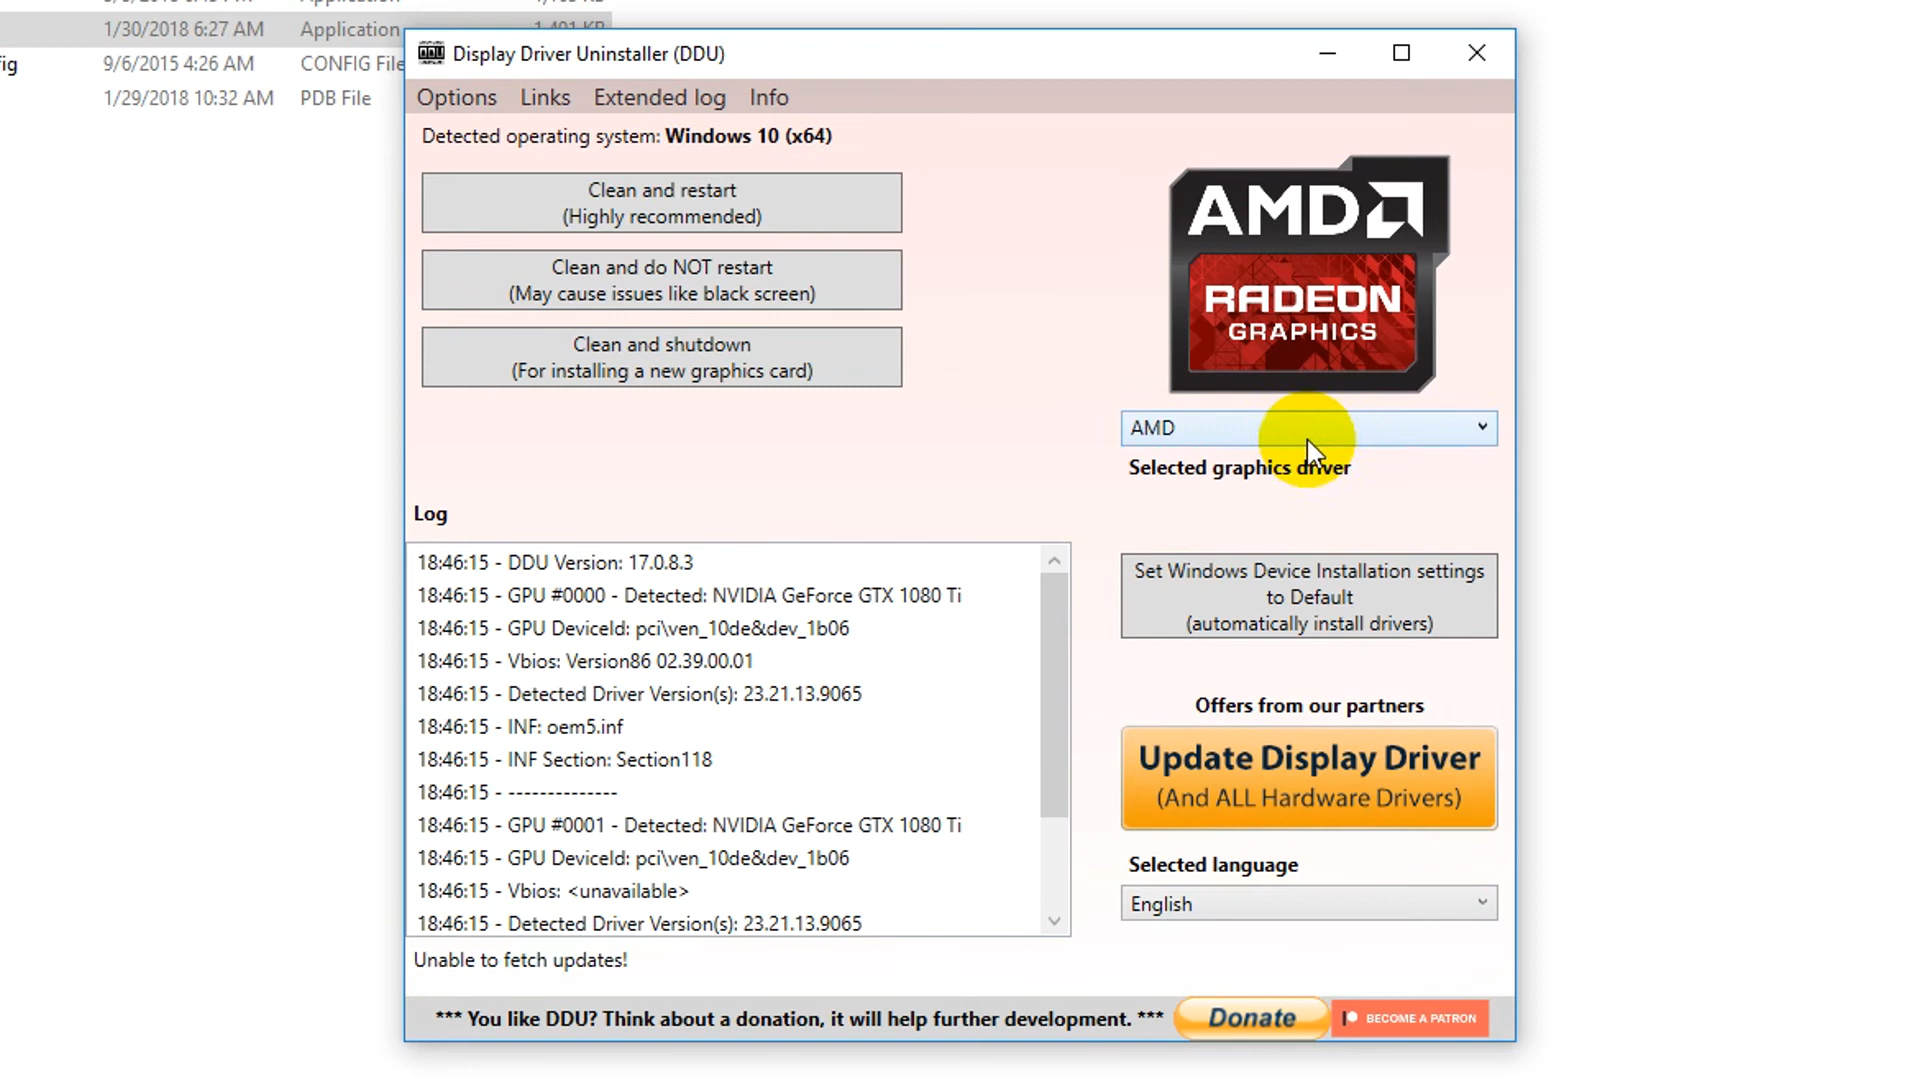 1/30/2018 6:27 AM Application
ig 9/6/2015 4:26 AM CONFIG File
1/29/2018 10:32 AM PDB File
Display Driver Uninstaller (DDU)
Options Links Extended log Info
Detected operating system: Windows 10 (x64)
Clean and restart
(Highly recommended)
Clean and do NOT restart
(May cause issues like black screen)
Clean and shutdown
(For installing a new graphics card)
AMD
RADEON
GRAPHICS
AMD
Selected graphics driver
Log
18:46:15 - DDU Version: 17.0.8.3
18:46:15 - GPU #0000 - Detected: NVIDIA GeForce GTX 1080 Ti
18:46:15 - GPU DeviceId: pci\ven_10de&dev_1b06
18:46:15 - Vbios: Version86 02.39.00.01
18:46:15 - Detected Driver Version(s): 23.21.13.9065
18:46:15 - INF: oem5.inf
18:46:15 - INF Section: Section118
18:46:15 - --------------
18:46:15 - GPU #0001 - Detected: NVIDIA GeForce GTX 1080 Ti
18:46:15 - GPU DeviceId: pci\ven_10de&dev_1b06
18:46:15 - Vbios: <unavailable>
18:46:15 - Detected Driver Version(s): 23.21.13.9065
Set Windows Device Installation settings
to Default
(automatically install drivers)
Offers from our partners
Update Display Driver
(And ALL Hardware Drivers)
Selected language
English
Unable to fetch updates!
*** You like DDU? Think about a donation, it will help further development. ***
Donate
BECOME A PATRON